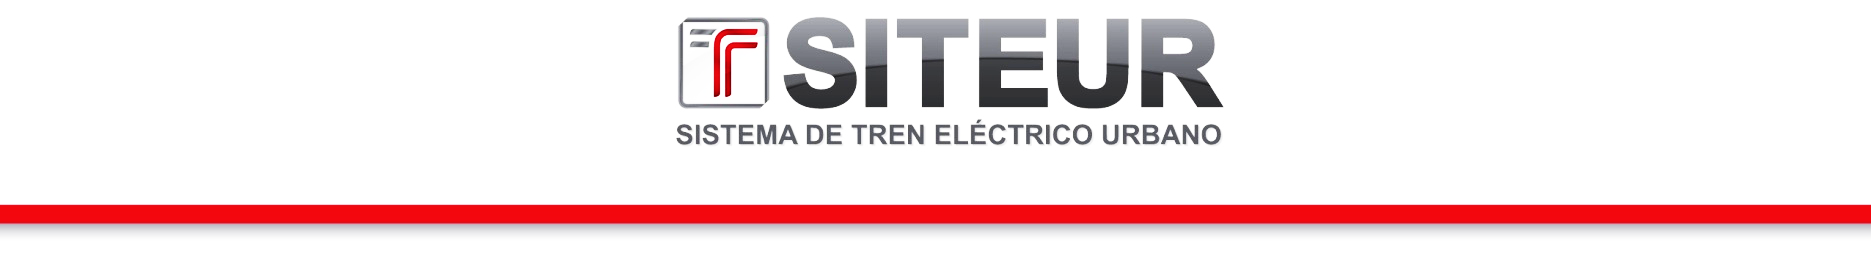 SITEUR
SISTEMA DE TREN ELÉCTRICO URBANO